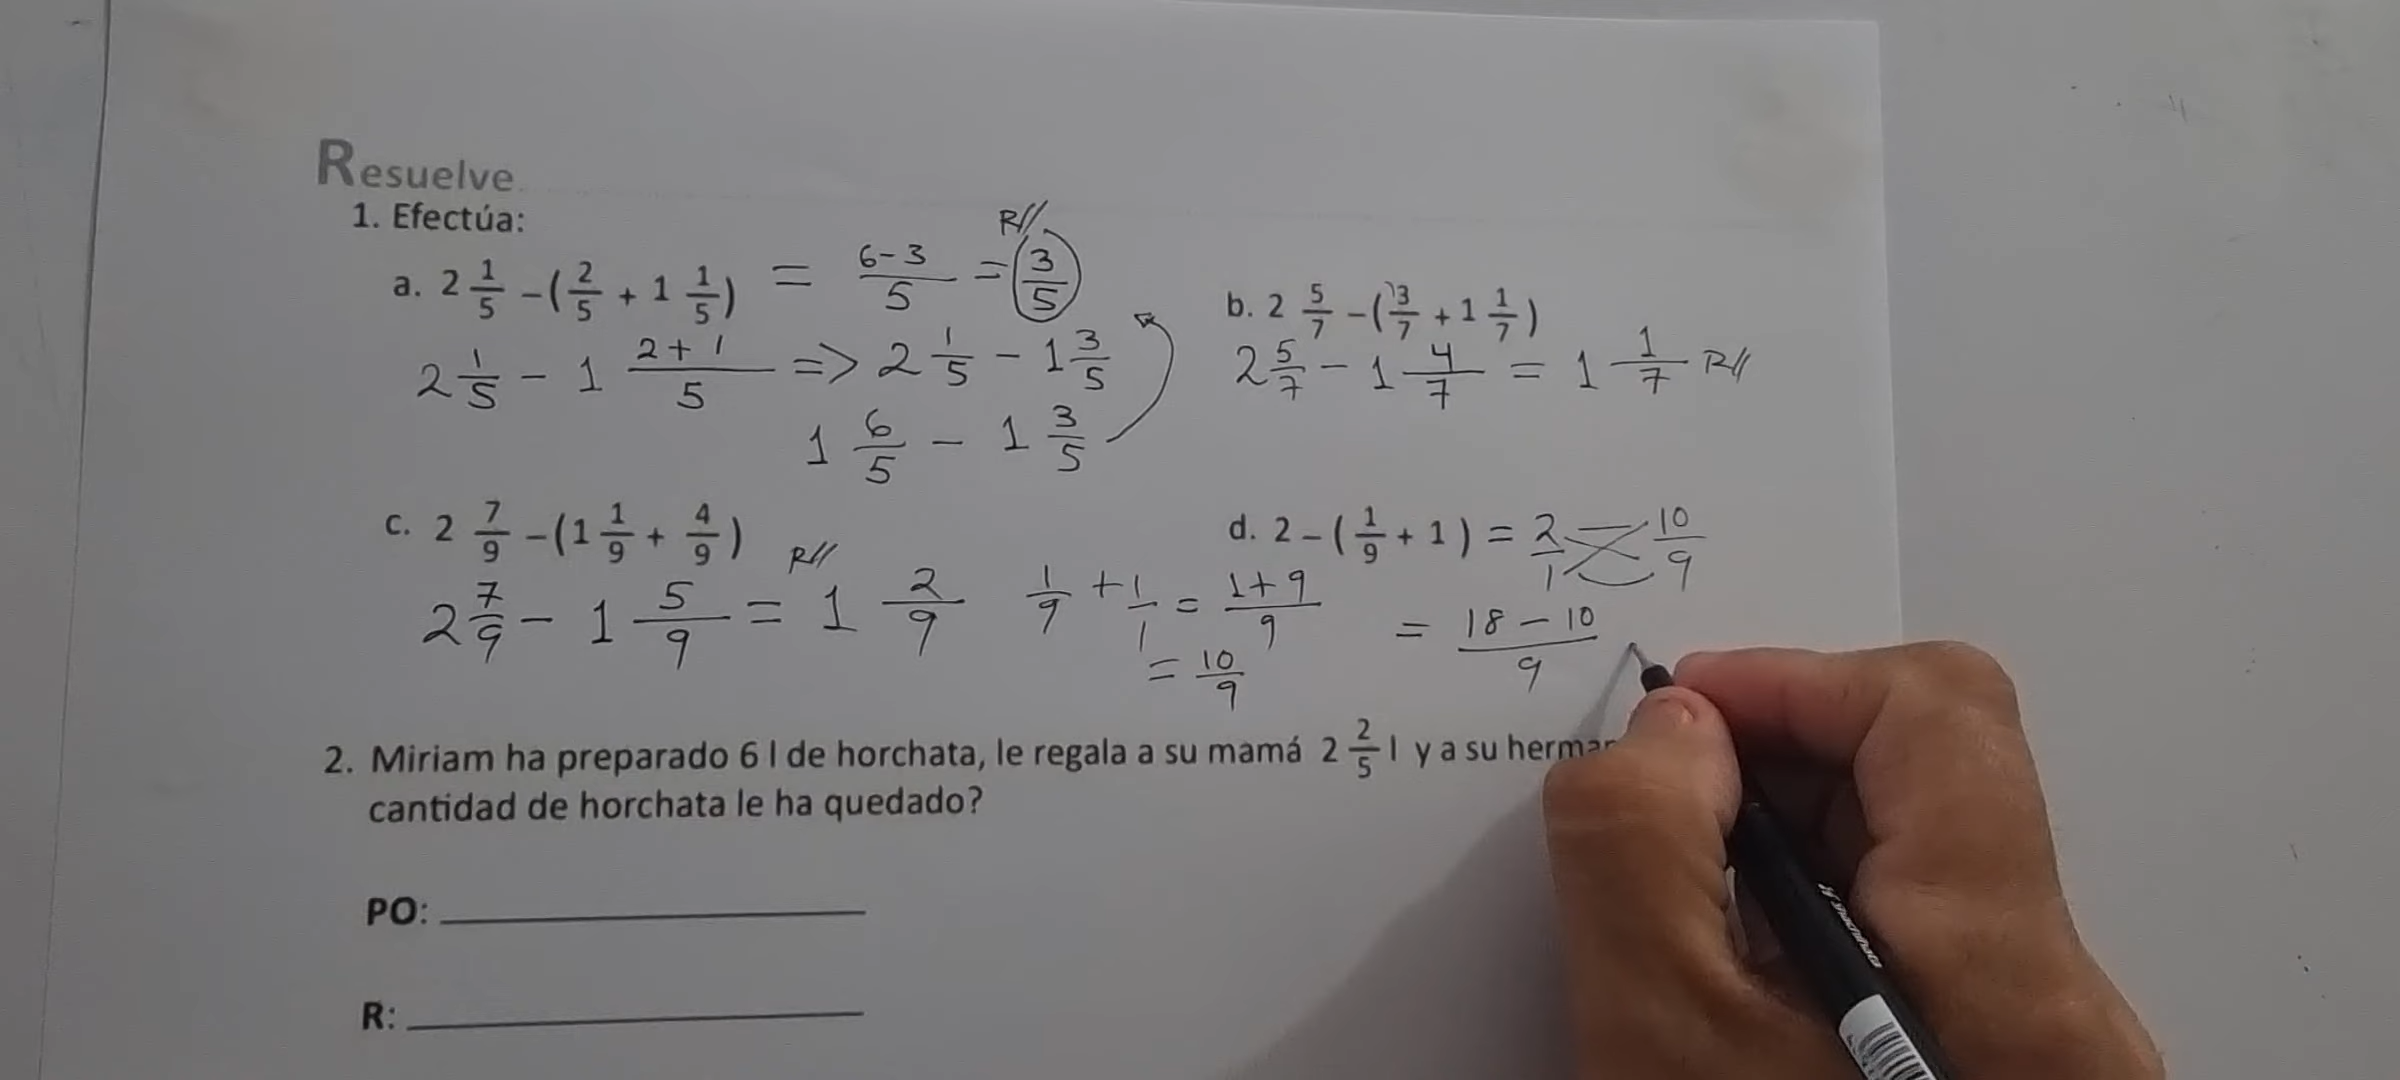 Resuelve
1. Efectúa:
a. 2 1/5 - (2/5 + 1 1/5) = 6-3/5 = 3/5 R//
2 1/5 - 1 2+1/5 => 2 1/5 - 1 3/5
1 6/5 - 1 3/5
b. 2 5/7 - (3/7 + 1 1/7)
2 5/7 - 1 4/7 = 1 1/7 R//
c. 2 7/9 - (1 1/9 + 4/9)
2 7/9 - 1 5/9 = 1 2/9 R//
d. 2 - (1/9 + 1) = 2/1 - 10/9
1/9 + 1/1 = 1+9/9
= 10/9
= 18-10/9
2. Miriam ha preparado 6 l de horchata, le regala a su mamá 2 2/5 l y a su
cantidad de horchata le ha quedado?
PO:
R: